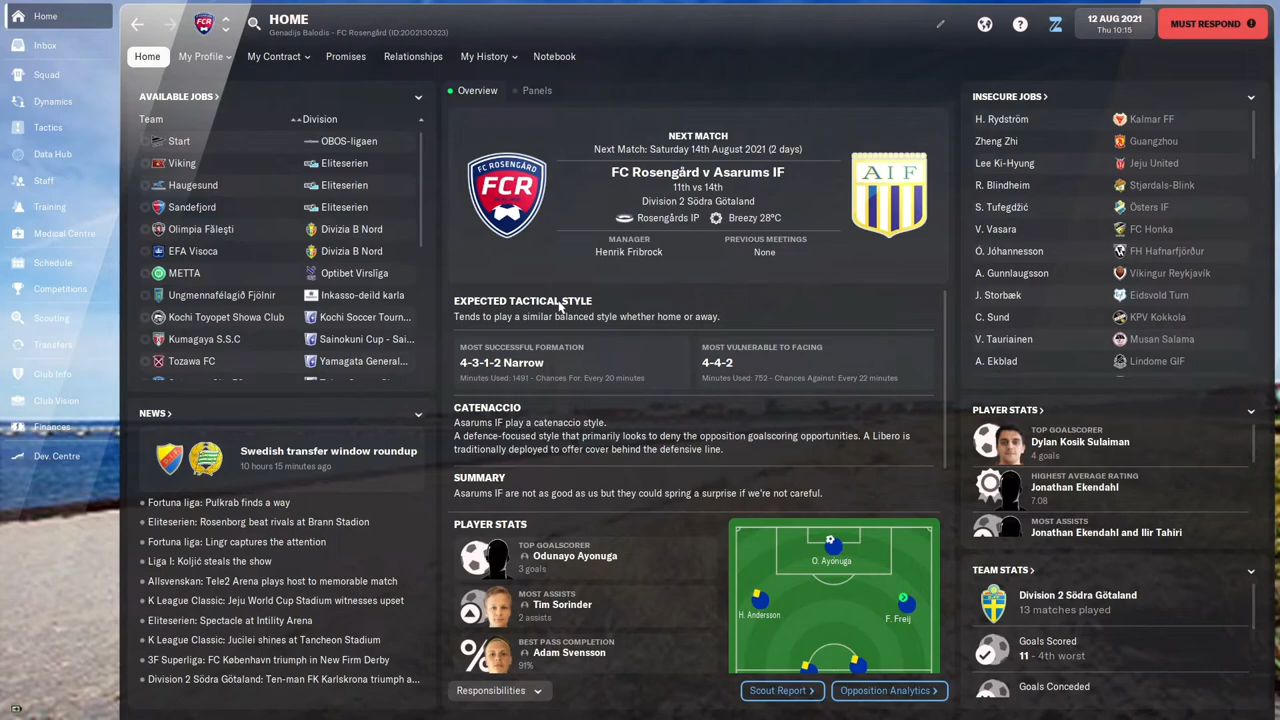 Home
Inbox
Squad
Dynamics
Tactics
Data Hub
Staff
Training
Medical Centre
Schedule
Competitions
Scouting
Transfers
Club Info
Club Vision
Finances
Dev. Centre
FCR
HOME
Genadijs Balodis - FC Rosengård (ID:2002130323)
12 AUG 2021
Thu 10:15
MUST RESPOND
Home
My Profile
My Contract
Promises
Relationships
My History
Notebook
AVAILABLE JOBS >
Team
Division
Start
OBOS-ligaen
Viking
Eliteserien
Haugesund
Eliteserien
Sandefjord
Eliteserien
Olimpia Fălești
Divizia B Nord
EFA Visoca
Divizia B Nord
METTA
Optibet Virsliga
Ungmennafélagið Fjölnir
Inkasso-deild karla
Kochi Toyopet Showa Club
Kochi Soccer Tourn...
Kumagaya S.S.C
Sainokuni Cup - Sai...
Tozawa FC
Yamagata General...
NEWS >
Swedish transfer window roundup
10 hours 15 minutes ago
Fortuna liga: Pulkrab finds a way
Eliteserien: Rosenborg beat rivals at Brann Stadion
Fortuna liga: Lingr captures the attention
Liga I: Koljić steals the show
Allsvenskan: Tele2 Arena plays host to memorable match
K League Classic: Jeju World Cup Stadium witnesses upset
Eliteserien: Spectacle at Intility Arena
K League Classic: Jucilei shines at Tancheon Stadium
3F Superliga: FC København triumph in New Firm Derby
Division 2 Södra Götaland: Ten-man FK Karlskrona triumph a...
Overview
Panels
NEXT MATCH
Next Match: Saturday 14th August 2021 (2 days)
FC ROSENGÅRD
FCR
FC Rosengård v Asarums IF
11th vs 14th
Division 2 Södra Götaland
Rosengårds IP
Breezy 28°C
AIF
MANAGER
Henrik Fribrock
PREVIOUS MEETINGS
None
EXPECTED TACTICAL STYLE
Tends to play a similar balanced style whether home or away.
MOST SUCCESSFUL FORMATION
4-3-1-2 Narrow
Minutes Used: 1491 - Chances For: Every 20 minutes
MOST VULNERABLE TO FACING
4-4-2
Minutes Used: 752 - Chances Against: Every 22 minutes
CATENACCIO
Asarums IF play a catenaccio style.
A defence-focused style that primarily looks to deny the opposition goalscoring opportunities. A Libero is
traditionally deployed to offer cover behind the defensive line.
SUMMARY
Asarums IF are not as good as us but they could spring a surprise if we're not careful.
PLAYER STATS
TOP GOALSCORER
Odunayo Ayonuga
3 goals
MOST ASSISTS
Tim Sorinder
2 assists
BEST PASS COMPLETION
Adam Svensson
91%
%
O. Ayonuga
H. Andersson
F. Freij
Responsibilities
Scout Report >
Opposition Analytics >
INSECURE JOBS >
H. Rydström
Kalmar FF
Zheng Zhi
Guangzhou
Lee Ki-Hyung
Jeju United
R. Blindheim
Stjørdals-Blink
S. Tufegdžić
Östers IF
V. Vasara
FC Honka
Ó. Jóhannesson
FH Hafnarfjörður
A. Gunnlaugsson
Víkingur Reykjavík
J. Storbæk
Eidsvold Turn
C. Sund
KPV Kokkola
V. Tauriainen
Musan Salama
A. Ekblad
Lindome GIF
PLAYER STATS >
TOP GOALSCORER
Dylan Kosik Sulaiman
4 goals
HIGHEST AVERAGE RATING
Jonathan Ekendahl
7.08
MOST ASSISTS
Jonathan Ekendahl and Ilir Tahiri
TEAM STATS >
Division 2 Södra Götaland
13 matches played
Goals Scored
11 - 4th worst
Goals Conceded